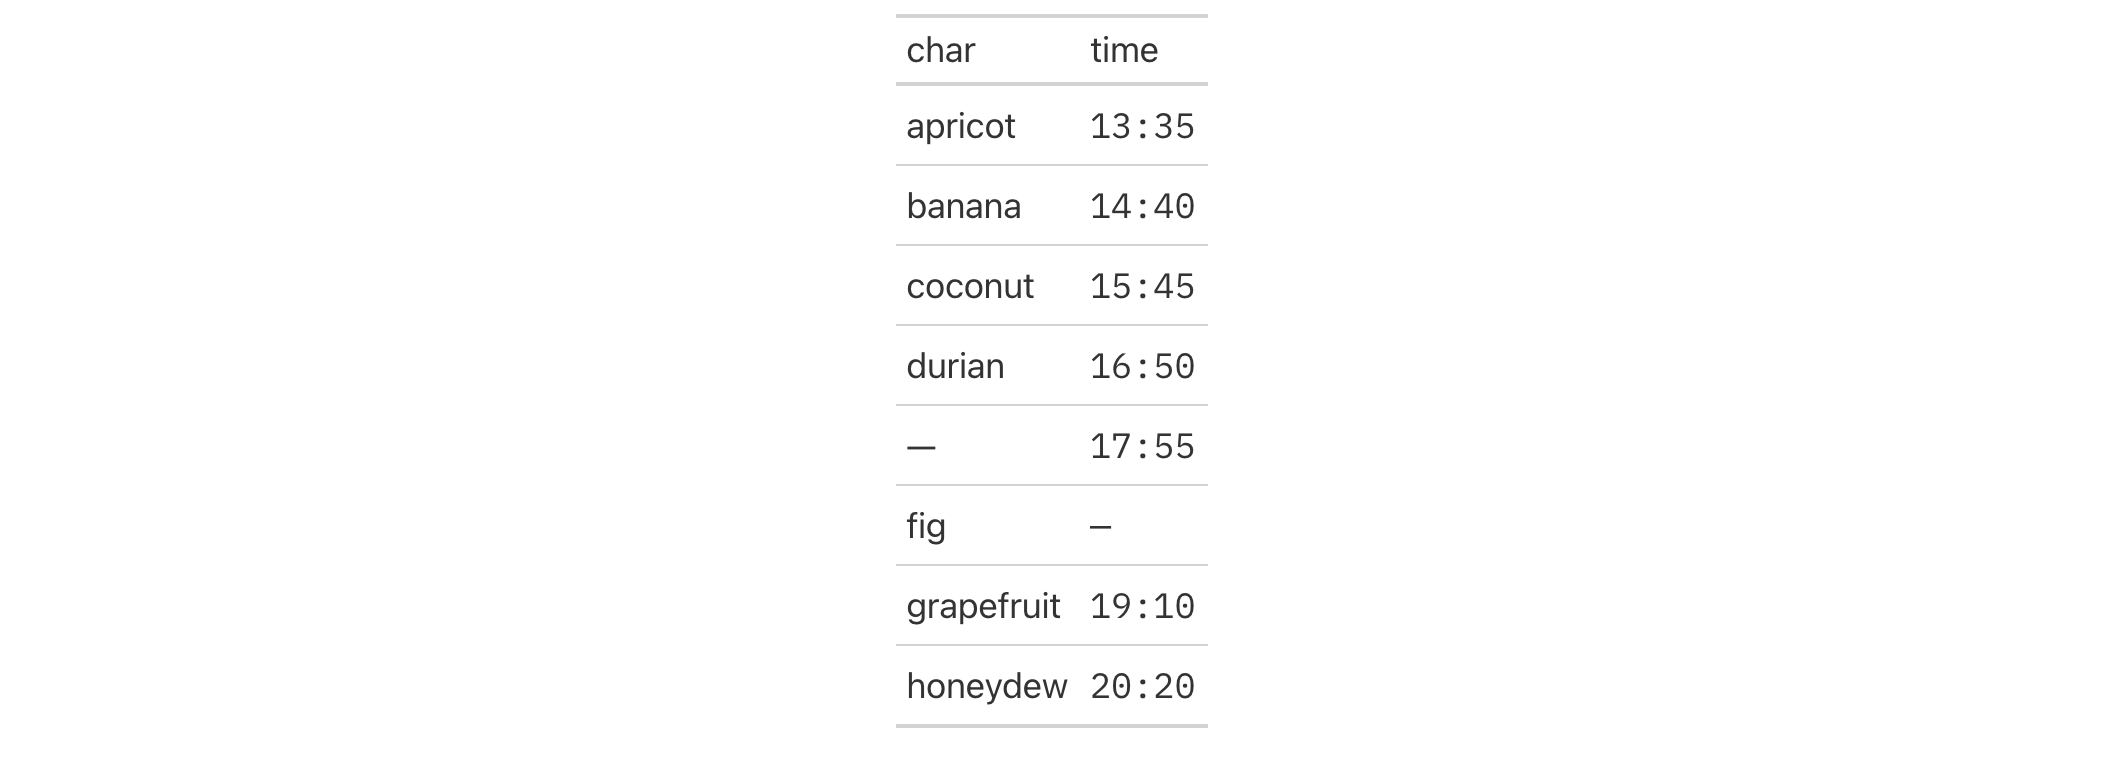 char time
apricot 13:35
banana 14:40
coconut 15:45
durian 16:50
— 17:55
fig —
grapefruit 19:10
honeydew 20:20